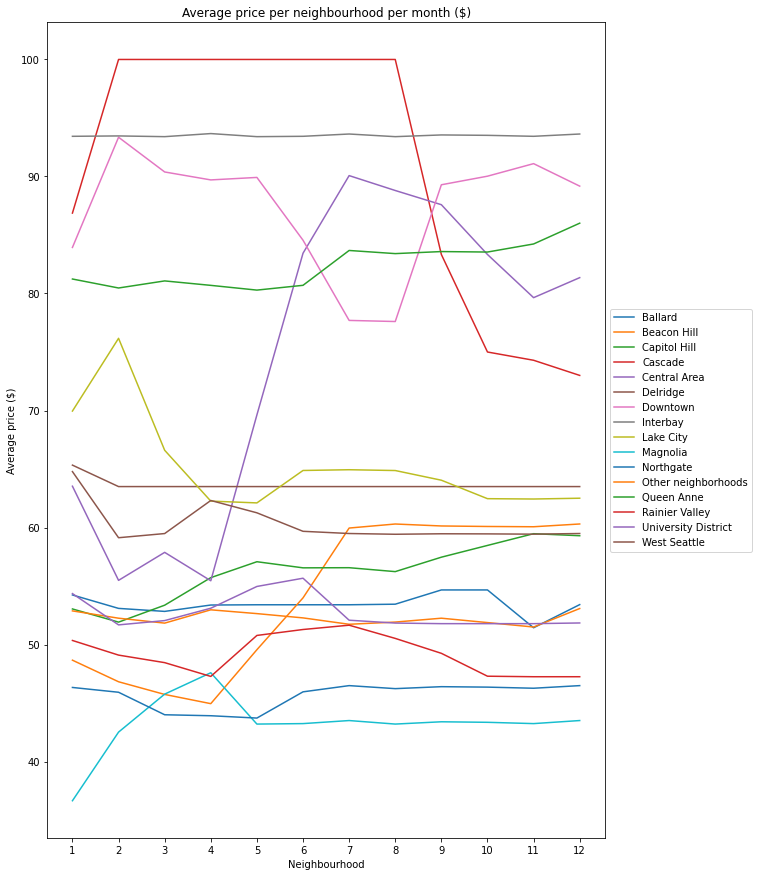 Average price per neighbourhood per month ($)
Average price ($)
100
90
80
70
60
50
40
1 2 3 4 5 6 7 8 9 10 11 12
Neighbourhood
Ballard
Beacon Hill
Capitol Hill
Cascade
Central Area
Delridge
Downtown
Interbay
Lake City
Magnolia
Northgate
Other neighborhoods
Queen Anne
Rainier Valley
University District
West Seattle